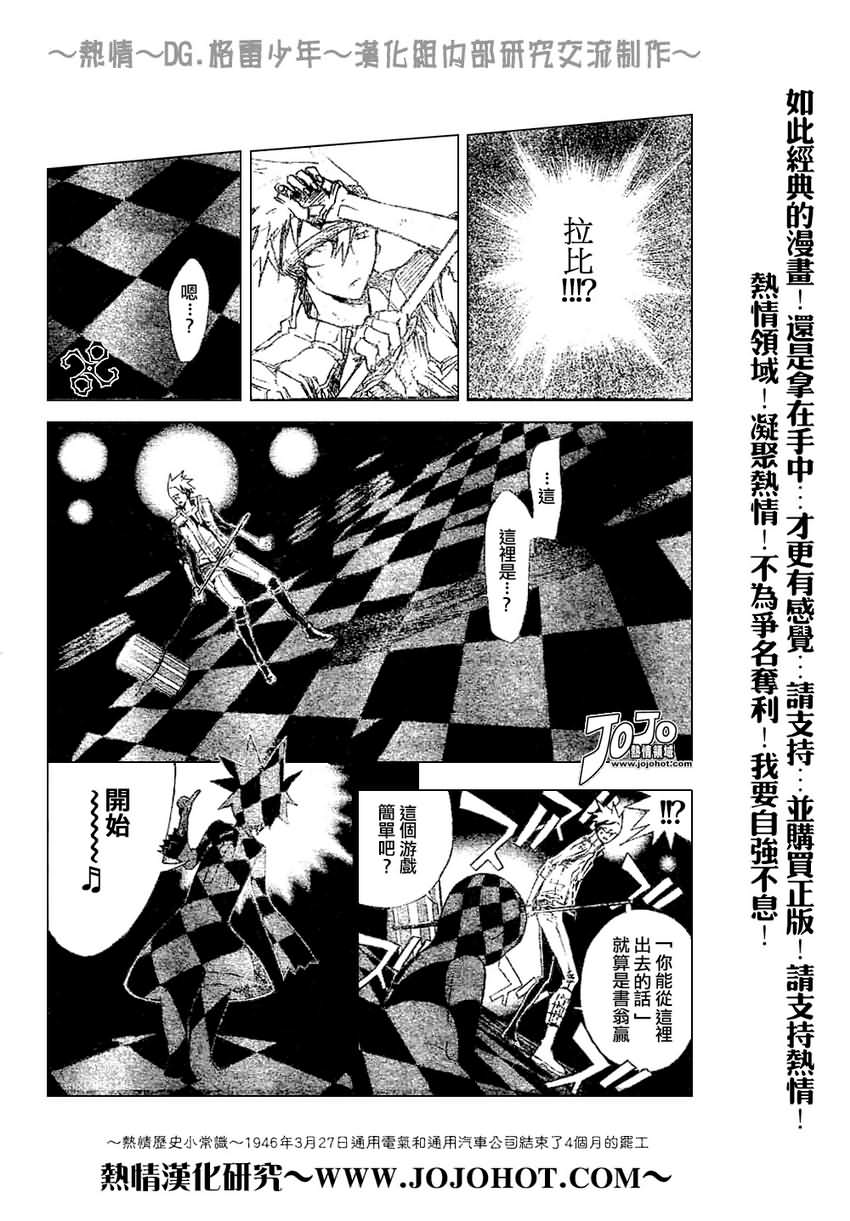 ～熱情～DG.格雷少年～漢化組內部研究交流制作～
如此經典的漫畫！還是拿在手中…才更有感覺…請支持…並購買正版！請支持熱情！
熱情領域！凝聚熱情！不為爭名奪利！我要自強不息！
拉比!!!?
嗯…?
…這
這裡是…?
JOJO
熱情領域
www.jojohot.com
!!!?
「你能從這裡
出去的話」
就算是書翁贏
這個游戲
簡單吧？
開始
～熱情歷史小常識～1946年3月27日通用電氣和通用汽車公司結束了4個月的罷工
熱情漢化研究～WWW.JOJOHOT.COM～